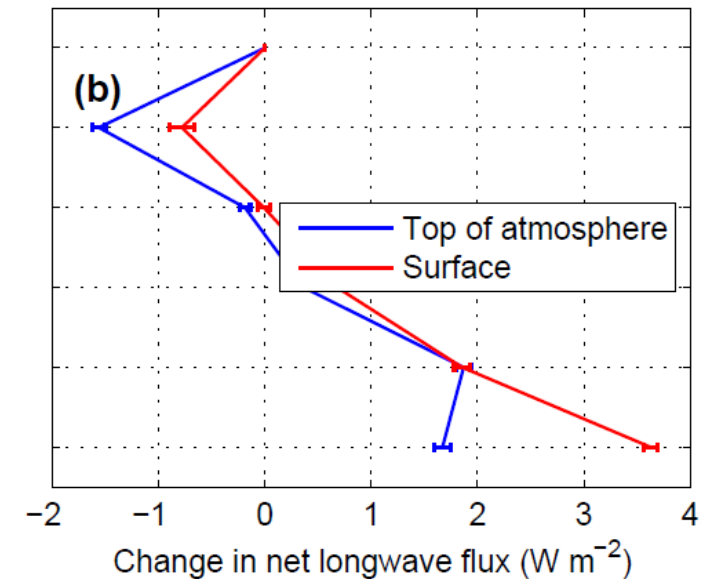 (b)
Top of atmosphere
Surface
−2 −1 0 1 2 3 4
Change in net longwave flux (W m⁻²)